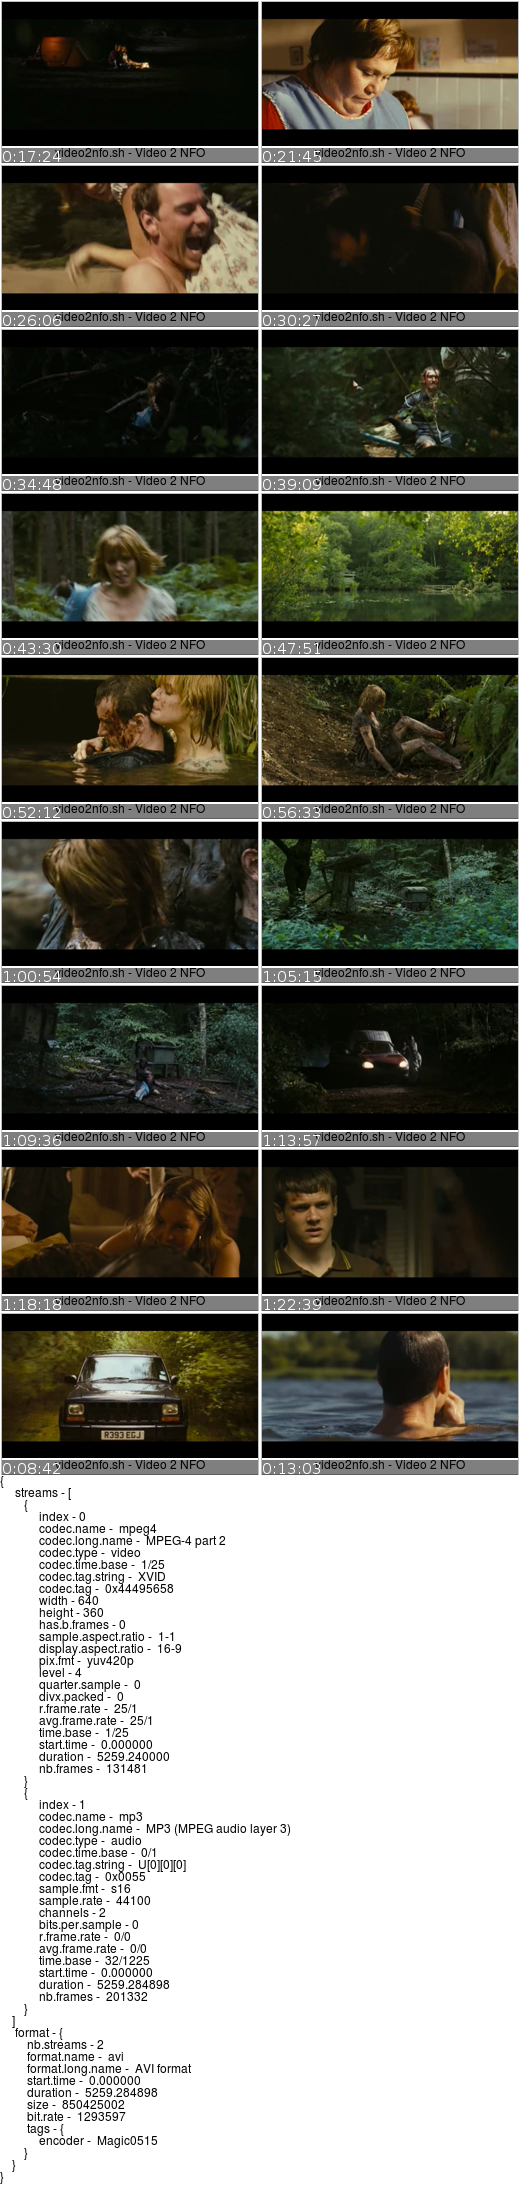 0:17:24 video2nfo.sh - Video 2 NFO
0:21:45 video2nfo.sh - Video 2 NFO
0:26:06 video2nfo.sh - Video 2 NFO
0:30:27 video2nfo.sh - Video 2 NFO
0:34:48 video2nfo.sh - Video 2 NFO
0:39:09 video2nfo.sh - Video 2 NFO
0:43:30 video2nfo.sh - Video 2 NFO
0:47:51 video2nfo.sh - Video 2 NFO
0:52:12 video2nfo.sh - Video 2 NFO
0:56:33 video2nfo.sh - Video 2 NFO
1:00:54 video2nfo.sh - Video 2 NFO
1:05:15 video2nfo.sh - Video 2 NFO
1:09:36 video2nfo.sh - Video 2 NFO
1:13:57 video2nfo.sh - Video 2 NFO
1:18:18 video2nfo.sh - Video 2 NFO
1:22:39 video2nfo.sh - Video 2 NFO
R393 EGJ
0:08:42 video2nfo.sh - Video 2 NFO
0:13:03 video2nfo.sh - Video 2 NFO
{
streams - [
{
index - 0
codec.name - mpeg4
codec.long.name - MPEG-4 part 2
codec.type - video
codec.time.base - 1/25
codec.tag.string - XVID
codec.tag - 0x44495658
width - 640
height - 360
has.b.frames - 0
sample.aspect.ratio - 1-1
display.aspect.ratio - 16-9
pix.fmt - yuv420p
level - 4
quarter.sample - 0
divx.packed - 0
r.frame.rate - 25/1
avg.frame.rate - 25/1
time.base - 1/25
start.time - 0.000000
duration - 5259.240000
nb.frames - 131481
}
{
index - 1
codec.name - mp3
codec.long.name - MP3 (MPEG audio layer 3)
codec.type - audio
codec.time.base - 0/1
codec.tag.string - U[0][0][0]
codec.tag - 0x0055
sample.fmt - s16
sample.rate - 44100
channels - 2
bits.per.sample - 0
r.frame.rate - 0/0
avg.frame.rate - 0/0
time.base - 32/1225
start.time - 0.000000
duration - 5259.284898
nb.frames - 201332
}
]
format - {
nb.streams - 2
format.name - avi
format.long.name - AVI format
start.time - 0.000000
duration - 5259.284898
size - 850425002
bit.rate - 1293597
tags - {
encoder - Magic0515
}
}
}